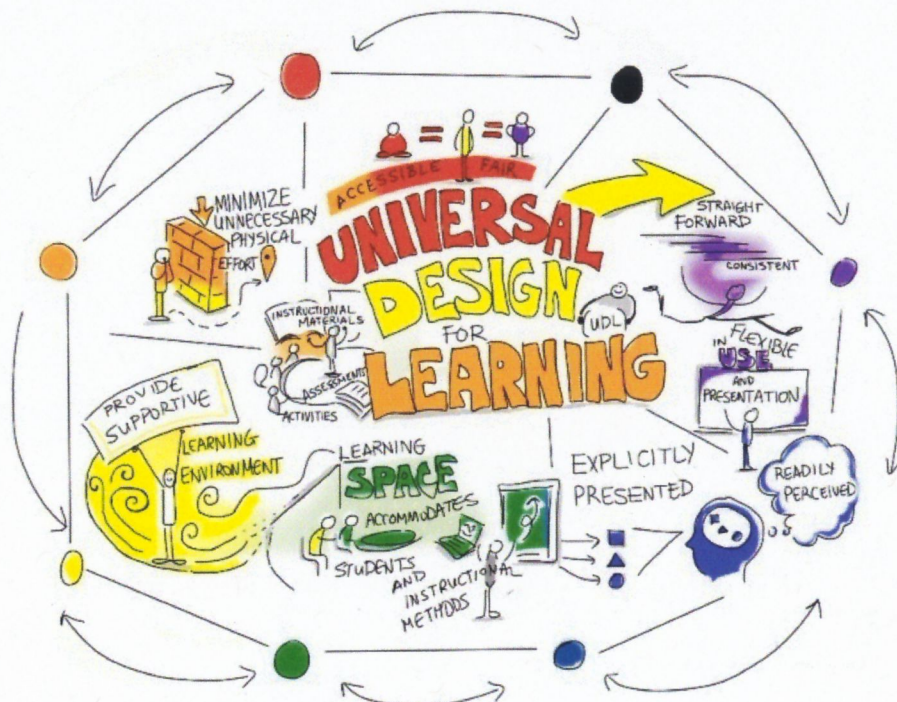 ACCESSIBLE FAIR
UNIVERSAL
DESIGN
FOR
LEARNING
UDL
STRAIGHT
FORWARD
CONSISTENT
FLEXIBLE
IN USE
AND
PRESENTATION
READILY
PERCEIVED
EXPLICITLY
PRESENTED
LEARNING
SPACE
ACCOMMODATES
STUDENTS
AND
INSTRUCTIONAL
METHODS
PROVIDE
SUPPORTIVE
LEARNING
ENVIRONMENT
MINIMIZE
UNNECESSARY
PHYSICAL
EFFORT
INSTRUCTIONAL
MATERIALS
ASSESSMENTS
ACTIVITIES